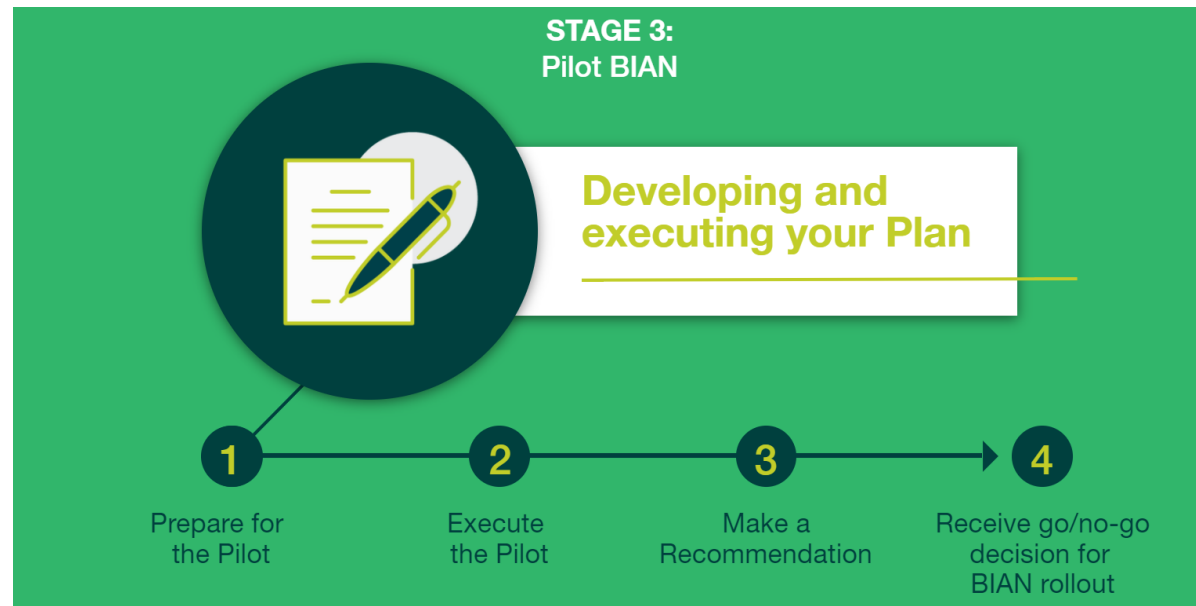 STAGE 3:
Pilot BIAN
Developing and
executing your Plan
1
2
3
4
Prepare for
the Pilot
Execute
the Pilot
Make a
Recommendation
Receive go/no-go
decision for
BIAN rollout